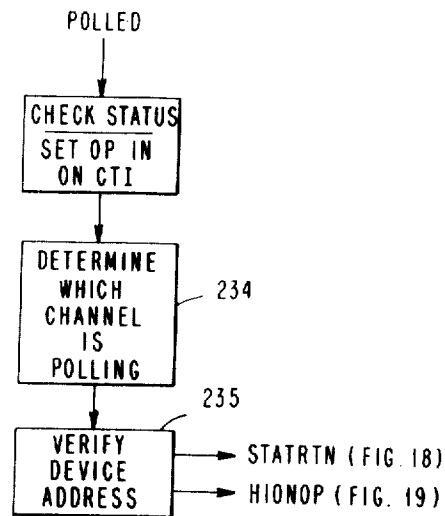 POLLED
CHECK STATUS
SET OP IN
ON CTI
DETERMINE
WHICH
CHANNEL
IS
POLLING
234
235
VERIFY
DEVICE
ADDRESS
STATRTN (FIG. 18)
HIONOP (FIG. 19)